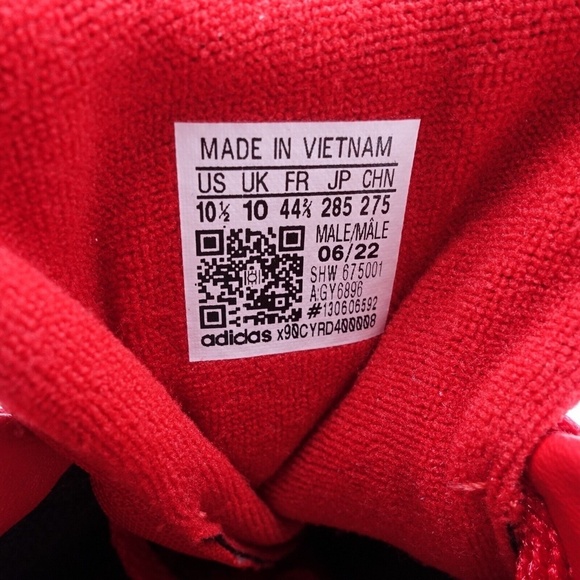 MADE IN VIETNAM
US UK FR JP CHN
10½ 10 44⅔ 285 275
MALE/MÂLE
06/22
SHW 675001
A:GY6896
#130606592
adidas x90CYRD400008